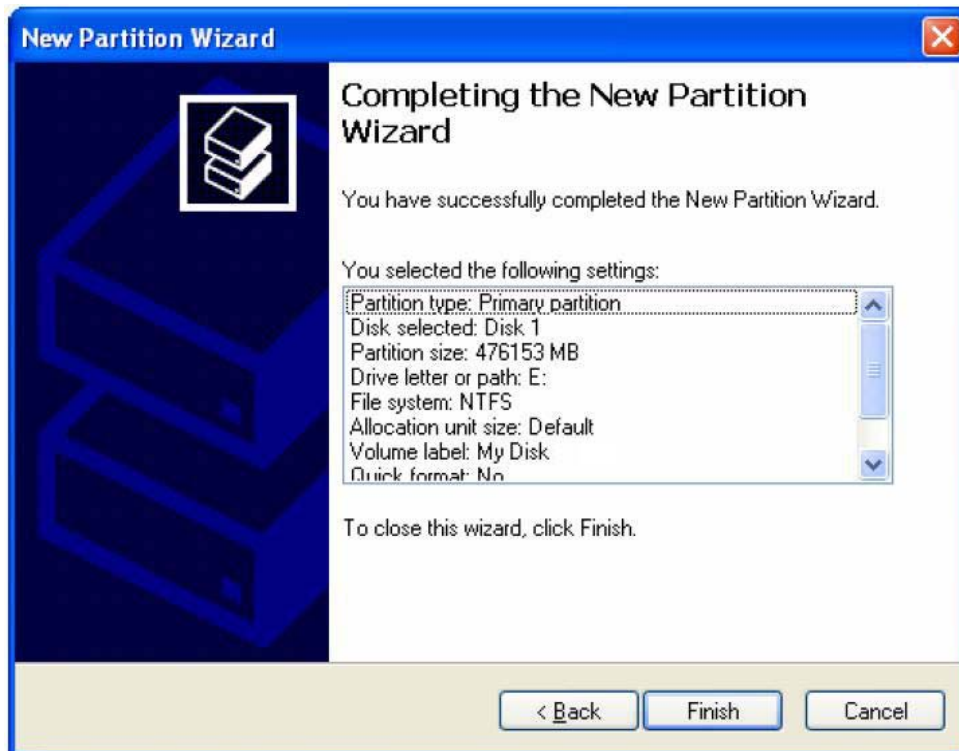 New Partition Wizard
Completing the New Partition
Wizard
You have successfully completed the New Partition Wizard.
You selected the following settings:
Partition type: Primary partition
Disk selected: Disk 1
Partition size: 476153 MB
Drive letter or path: E:
File system: NTFS
Allocation unit size: Default
Volume label: My Disk
Quick format: No
To close this wizard, click Finish.
< Back Finish Cancel